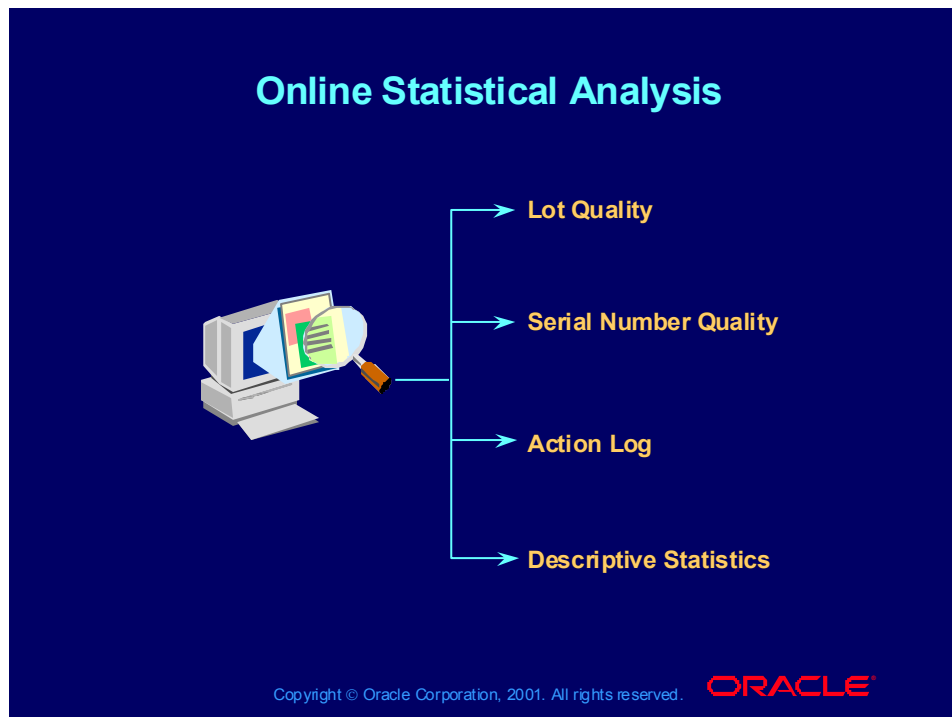 Online Statistical Analysis
Lot Quality
Serial Number Quality
Action Log
Descriptive Statistics
Copyright © Oracle Corporation, 2001. All rights reserved.
ORACLE®